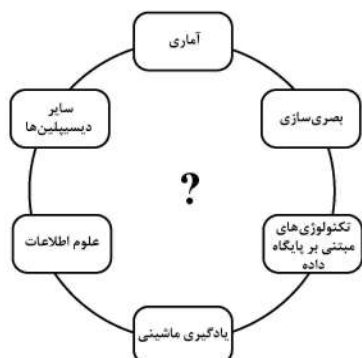 آماری
بصری‌سازی
تکنولوژی‌های
مبتنی بر پایگاه
داده
یادگیری ماشینی
علوم اطلاعات
سایر
دیسیپلین‌ها
?